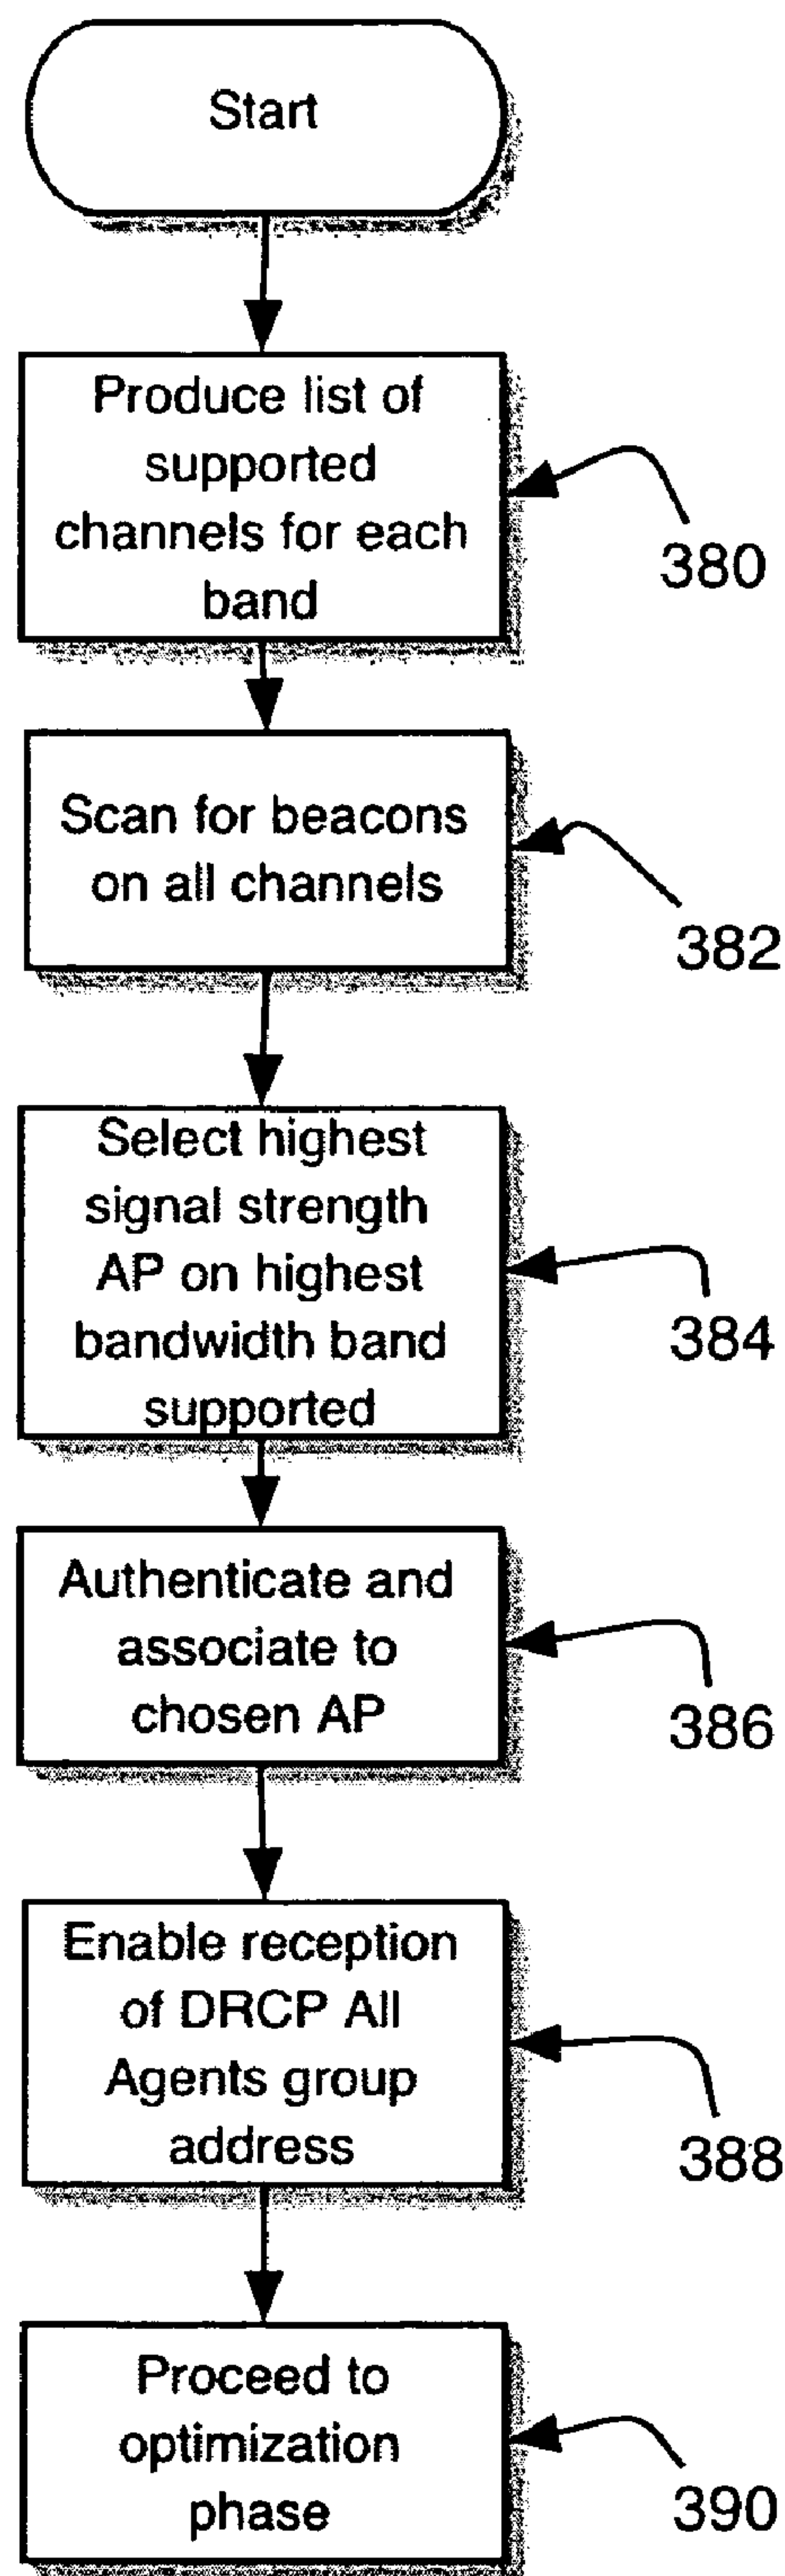 Start
Produce list of
supported
channels for each
band
380
Scan for beacons
on all channels
382
Select highest
signal strength
AP on highest
bandwidth band
supported
384
Authenticate and
associate to
chosen AP
386
Enable reception
of DRCP All
Agents group
address
388
Proceed to
optimization
phase
390